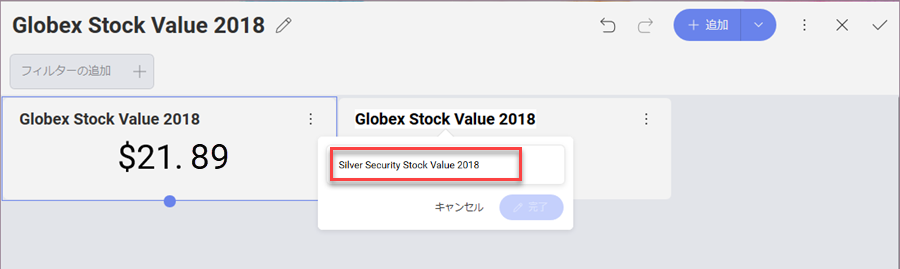 Globex Stock Value 2018
追加
フィルターの追加
Globex Stock Value 2018
$21.89
Globex Stock Value 2018
Silver Security Stock Value 2018
キャンセル
完了